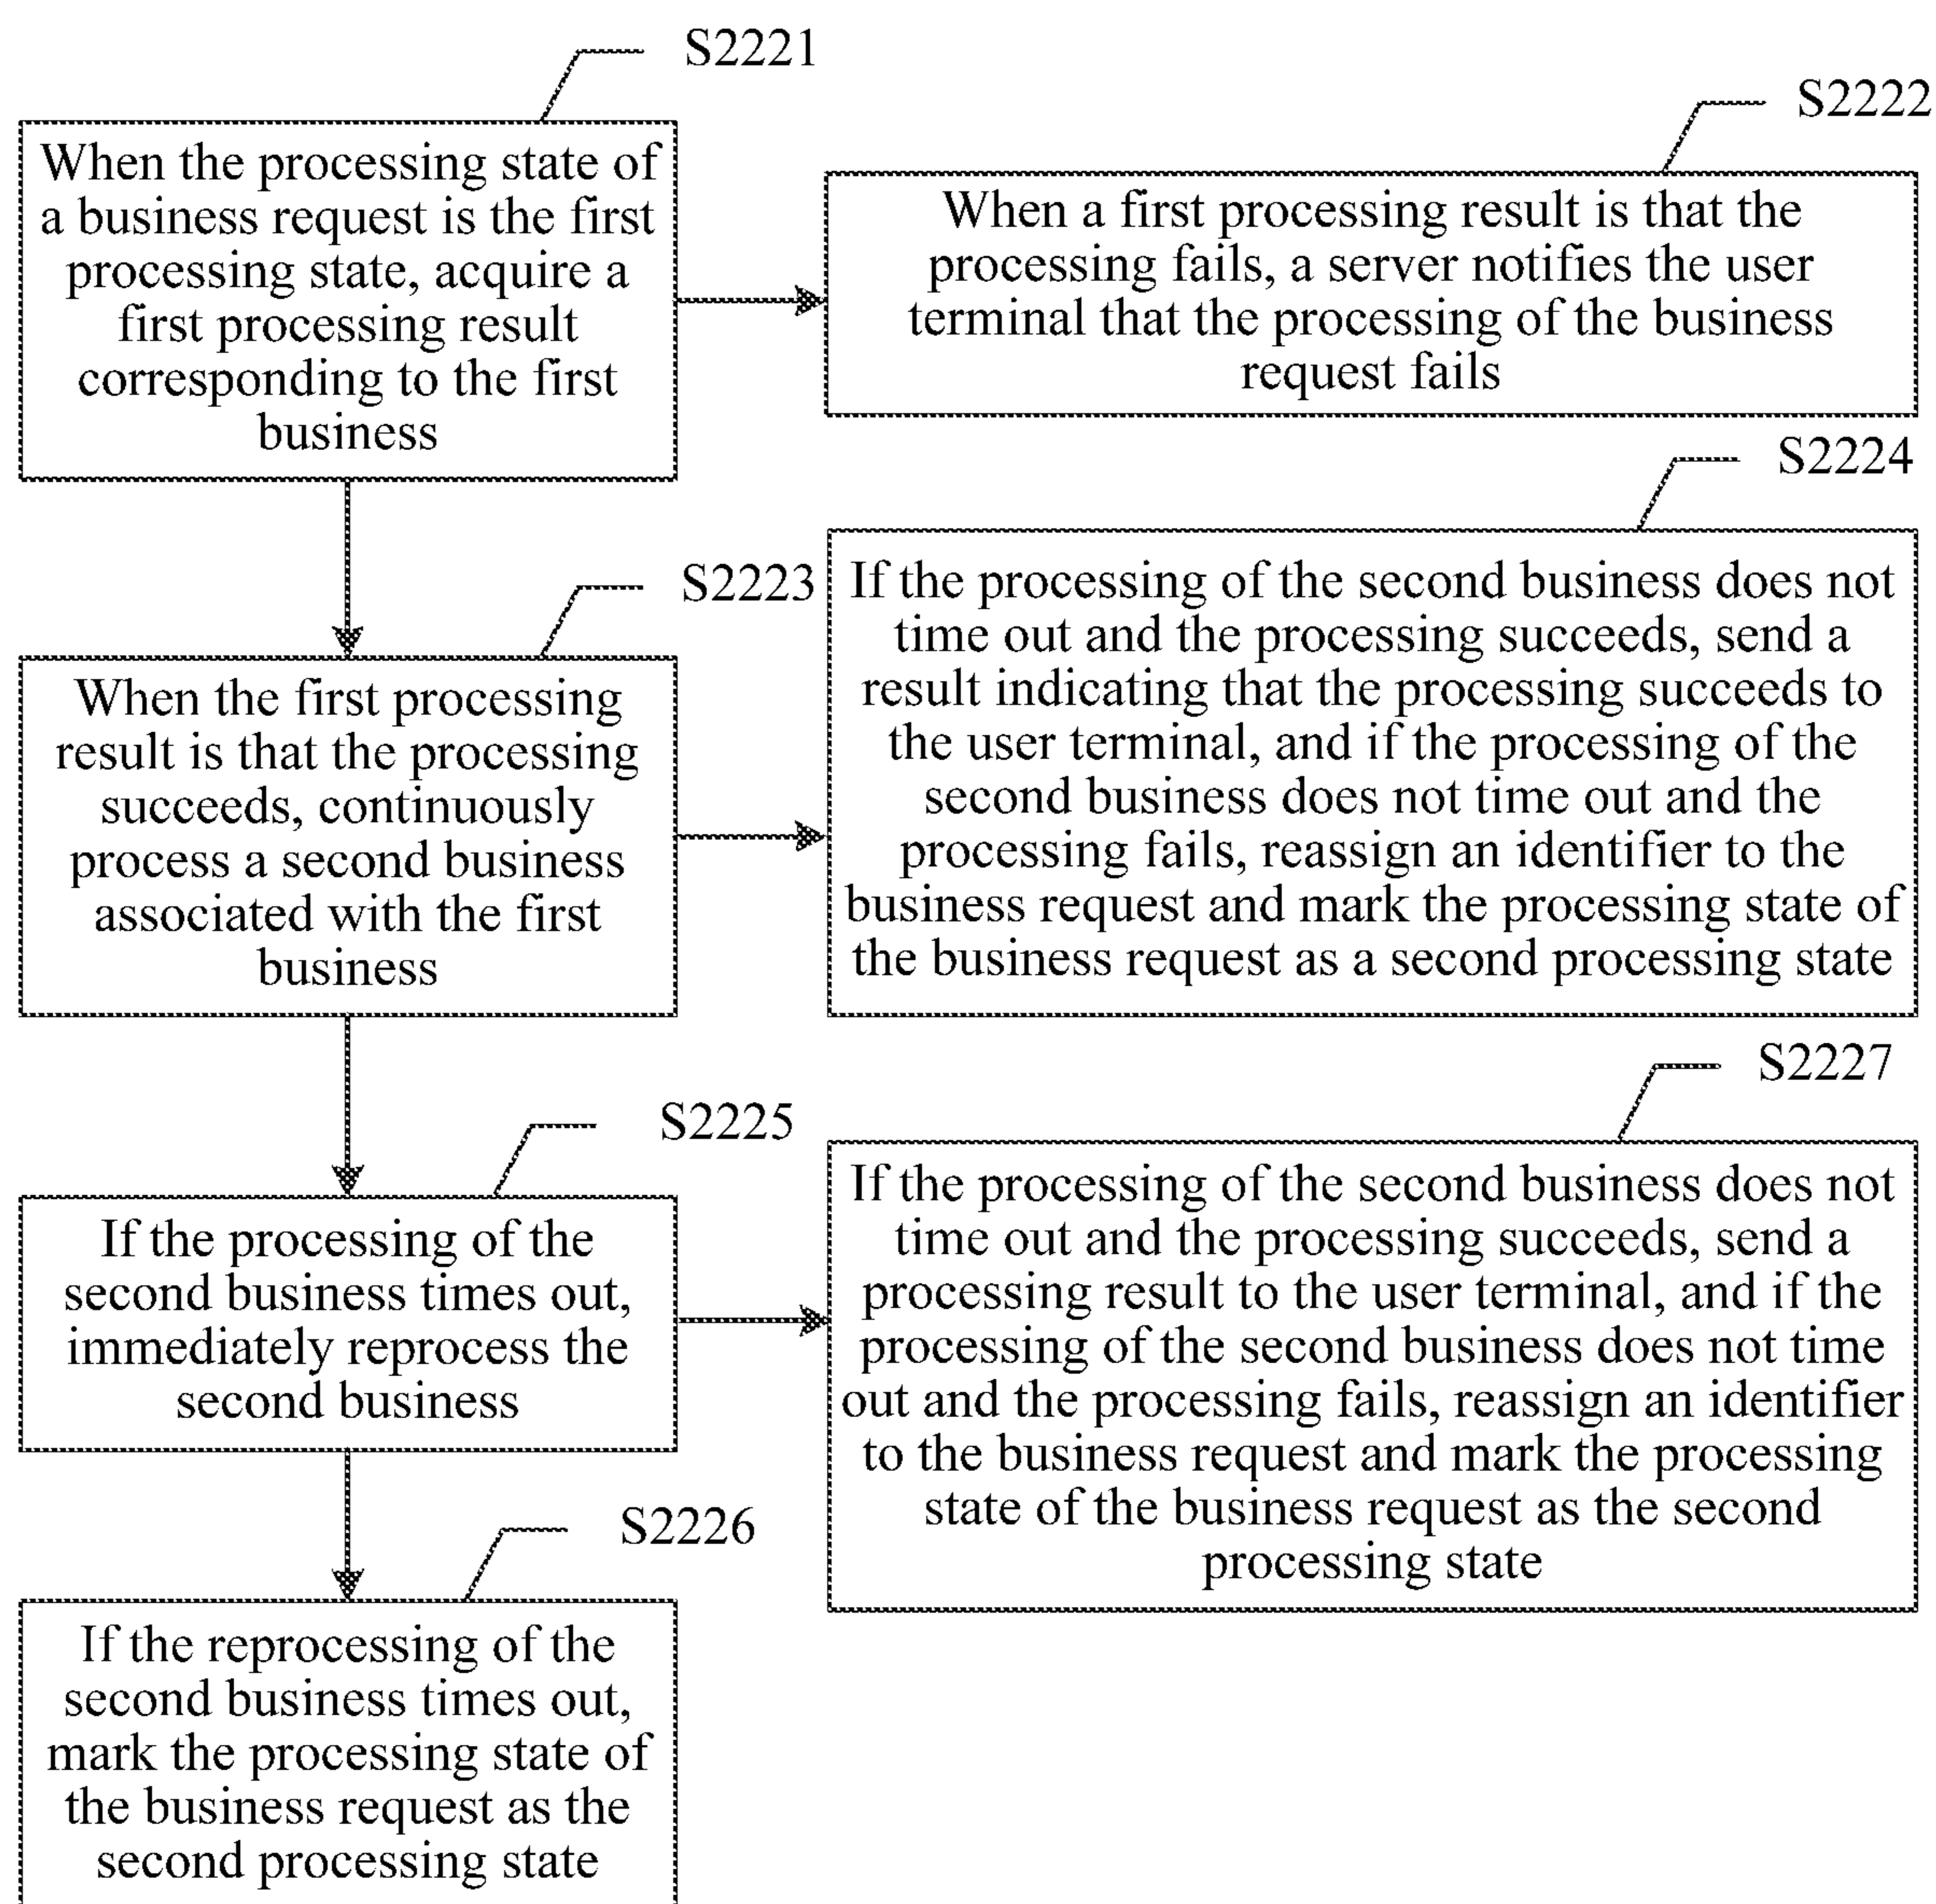 S2221
When the processing state of
a business request is the first
processing state, acquire a
first processing result
corresponding to the first
business
S2222
When a first processing result is that the
processing fails, a server notifies the user
terminal that the processing of the business
request fails
S2223
When the first processing
result is that the processing
succeeds, continuously
process a second business
associated with the first
business
S2224
If the processing of the second business does not
time out and the processing succeeds, send a
result indicating that the processing succeeds to
the user terminal, and if the processing of the
second business does not time out and the
processing fails, reassign an identifier to the
business request and mark the processing state of
the business request as a second processing state
S2225
If the processing of the
second business times out,
immediately reprocess the
second business
S2227
If the processing of the second business does not
time out and the processing succeeds, send a
processing result to the user terminal, and if the
processing of the second business does not time
out and the processing fails, reassign an identifier
to the business request and mark the processing
state of the business request as the second
processing state
S2226
If the reprocessing of the
second business times out,
mark the processing state of
the business request as the
second processing state